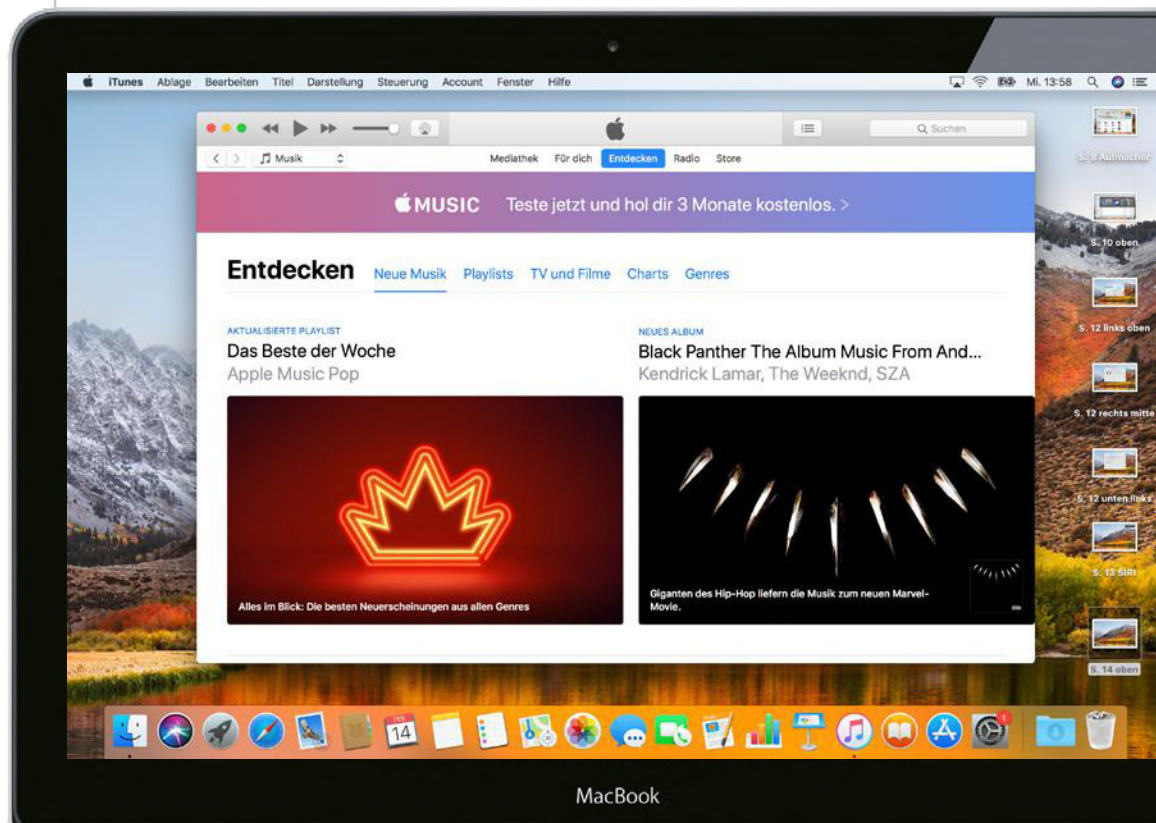 iTunes Ablage Bearbeiten Titel Darstellung Steuerung Account Fenster Hilfe
Mi. 13:58
Suchen
Musik
Mediathek Für dich Entdecken Radio Store
MUSIC Teste jetzt und hol dir 3 Monate kostenlos. >
Entdecken Neue Musik Playlists TV und Filme Charts Genres
AKTUALISIERTE PLAYLIST
Das Beste der Woche
Apple Music Pop
Alles im Blick: Die besten Neuerscheinungen aus allen Genres
NEUES ALBUM
Black Panther The Album Music From And...
Kendrick Lamar, The Weeknd, SZA
Giganten des Hip-Hop liefern die Musik zum neuen Marvel-
Movie.
S. 10 oben
S. 12 links oben
S. 12 rechts mitte
S. 12 unten links
S. 13 SIRI
S. 14 oben
FEB
14
1
MacBook